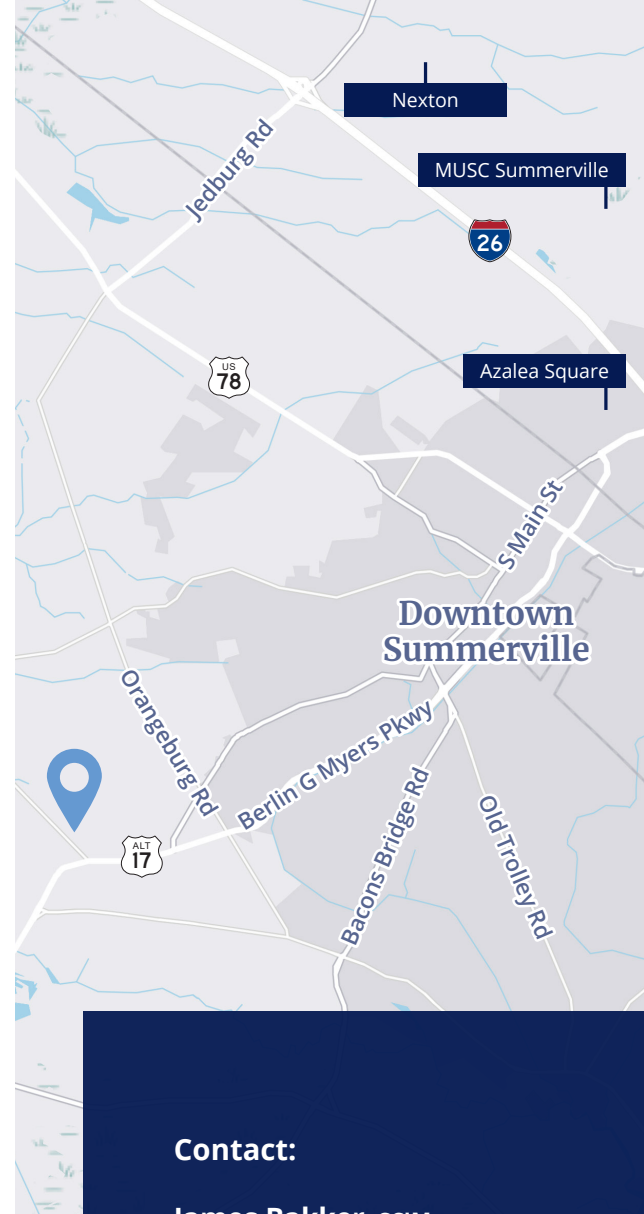 Nexton
Jedburg Rd
MUSC Summerville
26
Azalea Square
US
78
S Main St
Downtown
Summerville
Orangeburg Rd
Berlin G Myers Pkwy
ALT
17
Bacons Bridge Rd
Old Trolley Rd
Contact: